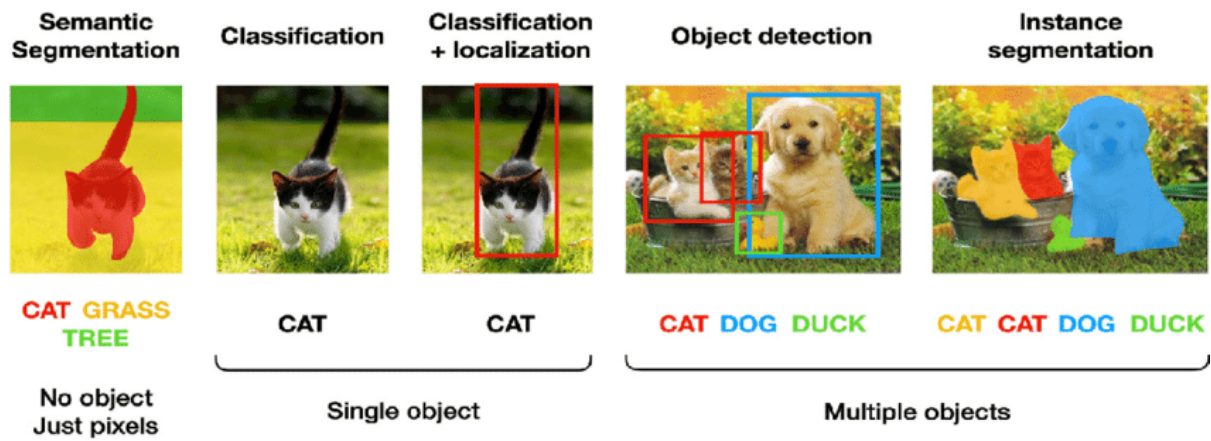 Semantic
Segmentation
Classification
Classification
+ localization
Object detection
Instance
segmentation
CAT GRASS
TREE
CAT
CAT
CAT DOG DUCK
CAT CAT DOG DUCK
No object
Just pixels
Single object
Multiple objects